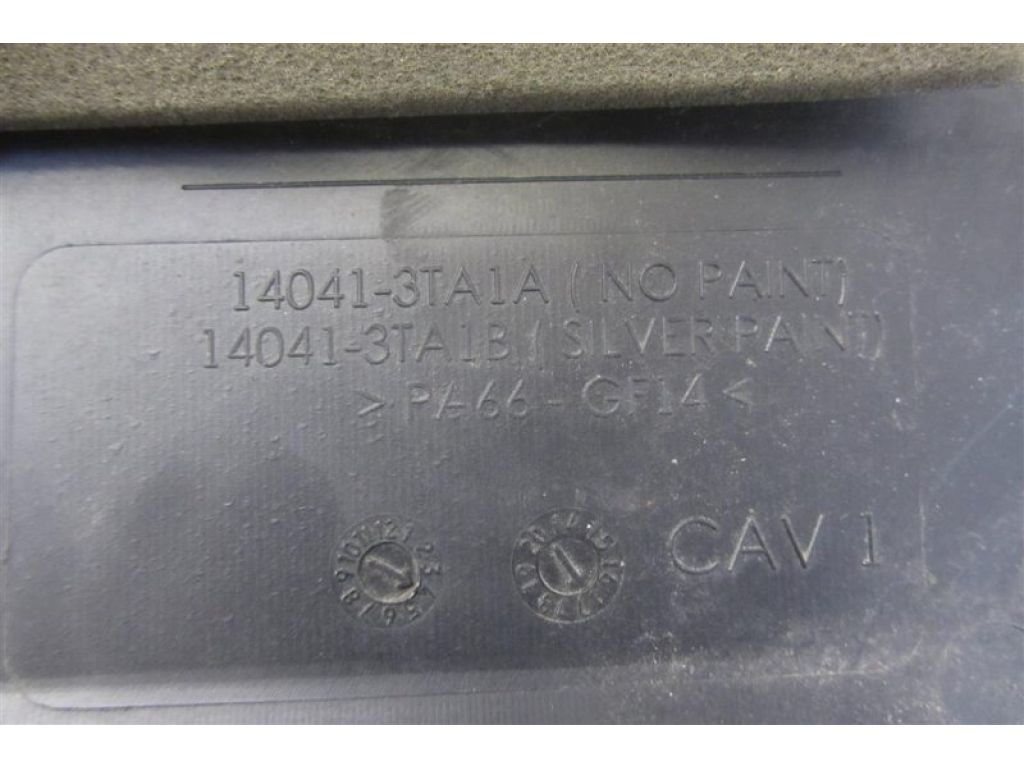 14041-3TA1A ( NO PAINT)
14041-3TA1B ( SILVER PAINT)
> PA66 - GF14 <
CAV 1